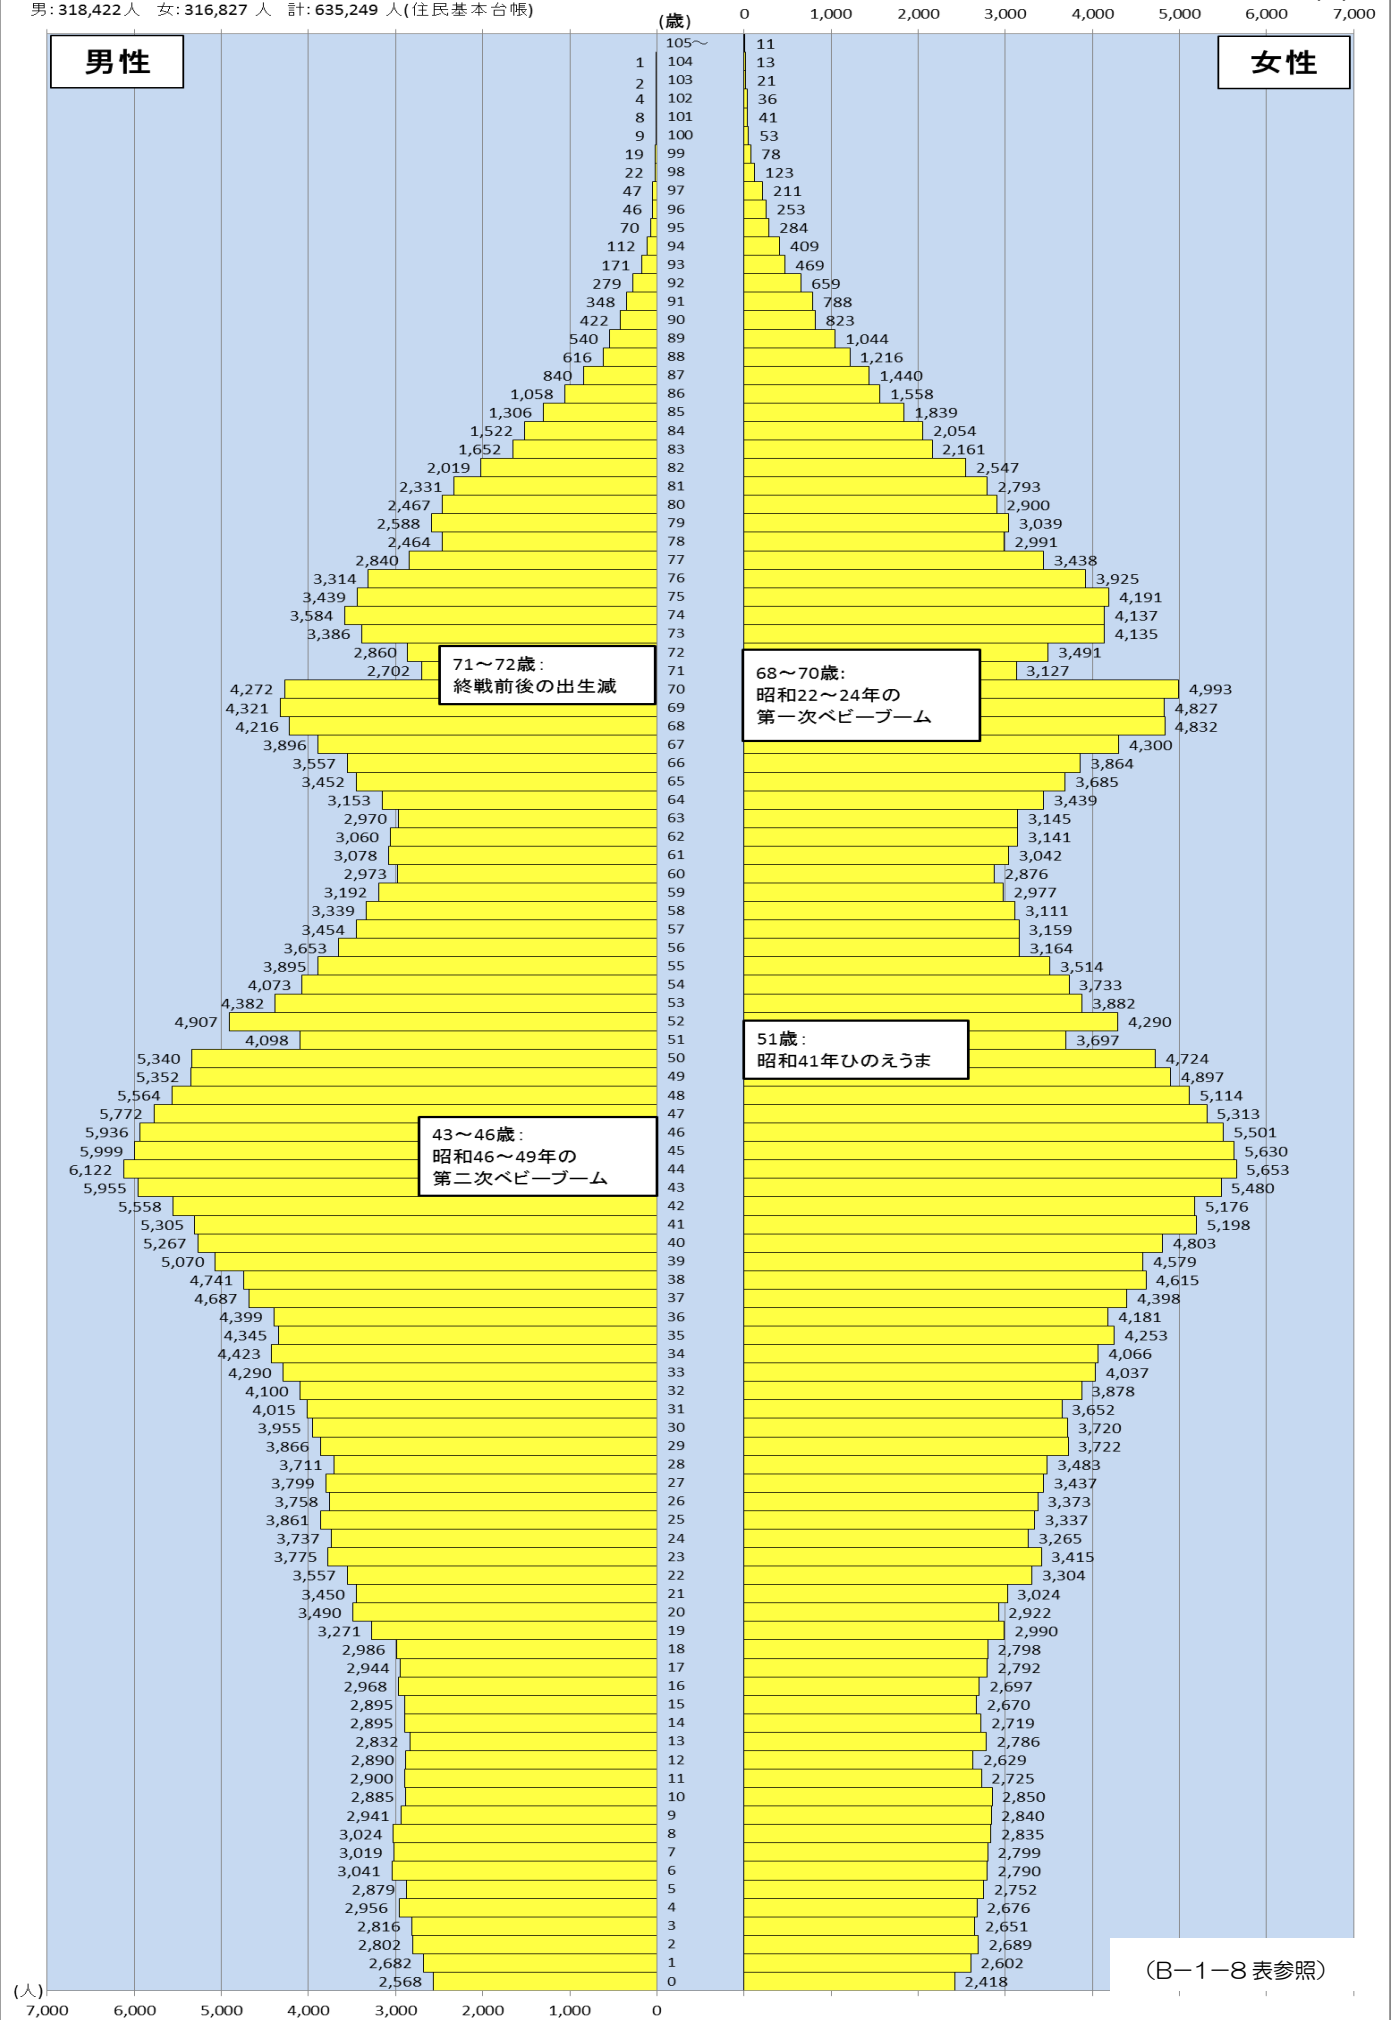 男：318,422人 女：316,827 人 計：635,249 人(住民基本台帳)
(歳)
0 1,000 2,000 3,000 4,000 5,000 6,000 7,000
男性
女性
105～ 11
1 104 13
2 103 21
4 102 36
8 101 41
9 100 53
19 99 78
22 98 123
47 97 211
46 96 253
70 95 284
112 94 409
171 93 469
279 92 659
348 91 788
422 90 823
540 89 1,044
616 88 1,216
840 87 1,440
1,058 86 1,558
1,306 85 1,839
1,522 84 2,054
1,652 83 2,161
2,019 82 2,547
2,331 81 2,793
2,467 80 2,900
2,588 79 3,039
2,464 78 2,991
2,840 77 3,438
3,314 76 3,925
3,439 75 4,191
3,584 74 4,137
3,386 73 4,135
2,860 72 3,491
2,702 71 3,127
71～72歳：
終戦前後の出生減
68～70歳：
昭和22～24年の
第一次ベビーブーム
4,272 70 4,993
4,321 69 4,827
4,216 68 4,832
3,896 67 4,300
3,557 66 3,864
3,452 65 3,685
3,153 64 3,439
2,970 63 3,145
3,060 62 3,141
3,078 61 3,042
2,973 60 2,876
3,192 59 2,977
3,339 58 3,111
3,454 57 3,159
3,653 56 3,164
3,895 55 3,514
4,073 54 3,733
4,382 53 3,882
4,907 52 4,290
4,098 51 3,697
51歳：
昭和41年ひのえうま
5,340 50 4,724
5,352 49 4,897
5,564 48 5,114
5,772 47 5,313
43～46歳：
昭和46～49年の
第二次ベビーブーム
5,936 46 5,501
5,999 45 5,630
6,122 44 5,653
5,955 43 5,480
5,558 42 5,176
5,305 41 5,198
5,267 40 4,803
5,070 39 4,579
4,741 38 4,615
4,687 37 4,398
4,399 36 4,181
4,345 35 4,253
4,423 34 4,066
4,290 33 4,037
4,100 32 3,878
4,015 31 3,652
3,955 30 3,720
3,866 29 3,722
3,711 28 3,483
3,799 27 3,437
3,758 26 3,373
3,861 25 3,337
3,737 24 3,265
3,775 23 3,415
3,557 22 3,304
3,450 21 3,024
3,490 20 2,922
3,271 19 2,990
2,986 18 2,798
2,944 17 2,792
2,968 16 2,697
2,895 15 2,670
2,895 14 2,719
2,832 13 2,786
2,890 12 2,629
2,900 11 2,725
2,885 10 2,850
2,941 9 2,840
3,024 8 2,835
3,019 7 2,799
3,041 6 2,790
2,879 5 2,752
2,956 4 2,676
2,816 3 2,651
2,802 2 2,689
2,682 1 2,602
2,568 0 2,418
（B－1－8 表参照）
(人)
7,000 6,000 5,000 4,000 3,000 2,000 1,000 0